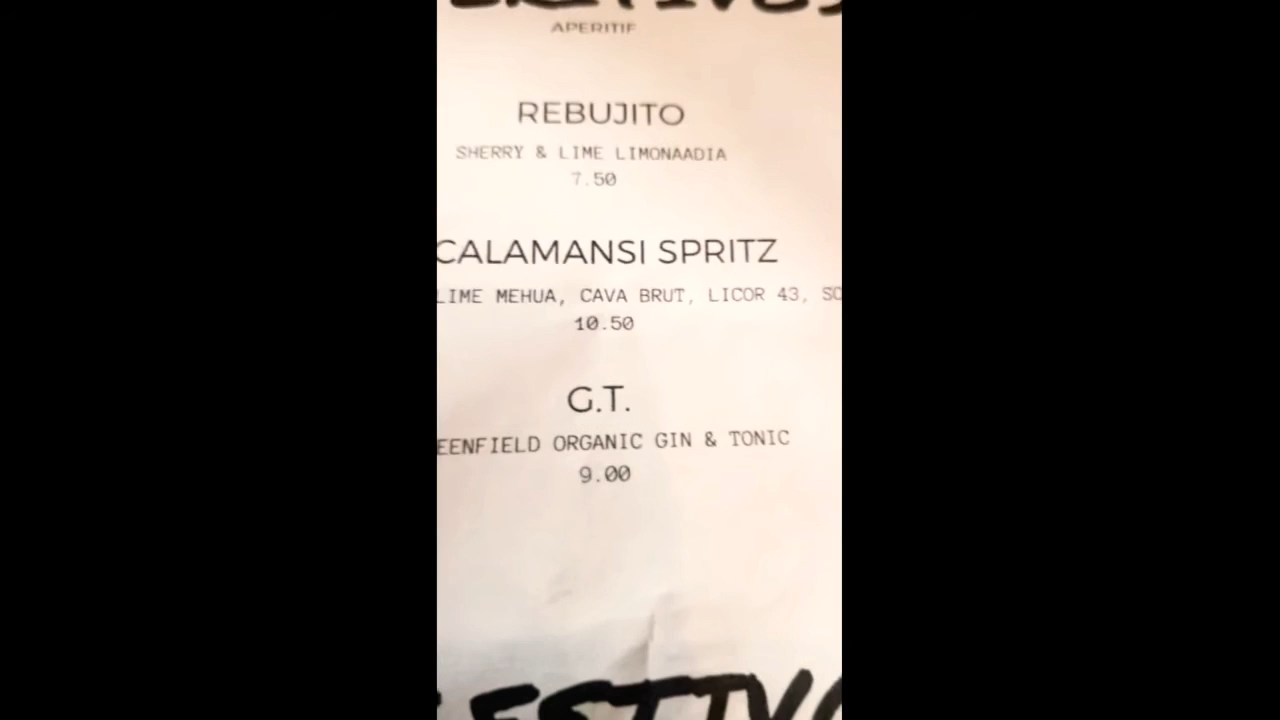 APERITIF
REBUJITO
SHERRY & LIME LIMONAADIA
7.50
CALAMANSI SPRITZ
LIME MEHUA, CAVA BRUT, LICOR 43,
10.50
G.T.
ORGANIC GIN & TONIC
9.00